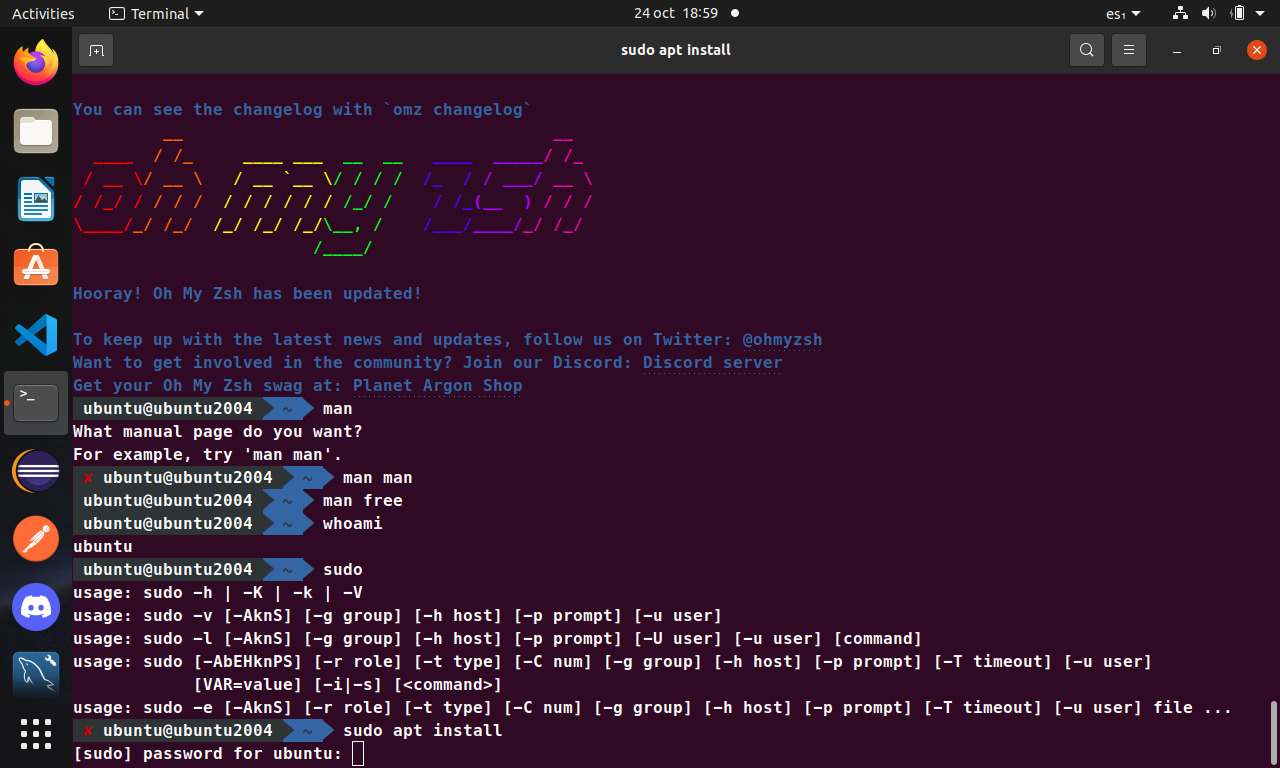 Activities Terminal 24 oct 18:59 es₁
sudo apt install
You can see the changelog with `omz changelog`
         __                                     __
  ____  / /_     ____ ___  __  __   ____  _____/ /_
 / __ \/ __ \   / __ `__ \/ / / /  /_  / / ___/ __ \
/ /_/ / / / /  / / / / / / /_/ /    / /_(__  ) / / /
\____/_/ /_/  /_/ /_/ /_/\__, /    /___/____/_/ /_/
                        /____/
Hooray! Oh My Zsh has been updated!
To keep up with the latest news and updates, follow us on Twitter: @ohmyzsh
Want to get involved in the community? Join our Discord: Discord server
Get your Oh My Zsh swag at: Planet Argon Shop
ubuntu@ubuntu2004 ~ man
What manual page do you want?
For example, try 'man man'.
✘ ubuntu@ubuntu2004 ~ man man
ubuntu@ubuntu2004 ~ man free
ubuntu@ubuntu2004 ~ whoami
ubuntu
ubuntu@ubuntu2004 ~ sudo
usage: sudo -h | -K | -k | -V
usage: sudo -v [-AknS] [-g group] [-h host] [-p prompt] [-u user]
usage: sudo -l [-AknS] [-g group] [-h host] [-p prompt] [-U user] [-u user] [command]
usage: sudo [-AbEHknPS] [-r role] [-t type] [-C num] [-g group] [-h host] [-p prompt] [-T timeout] [-u user]
            [VAR=value] [-i|-s] [<command>]
usage: sudo -e [-AknS] [-r role] [-t type] [-C num] [-g group] [-h host] [-p prompt] [-T timeout] [-u user] file ...
✘ ubuntu@ubuntu2004 ~ sudo apt install
[sudo] password for ubuntu: